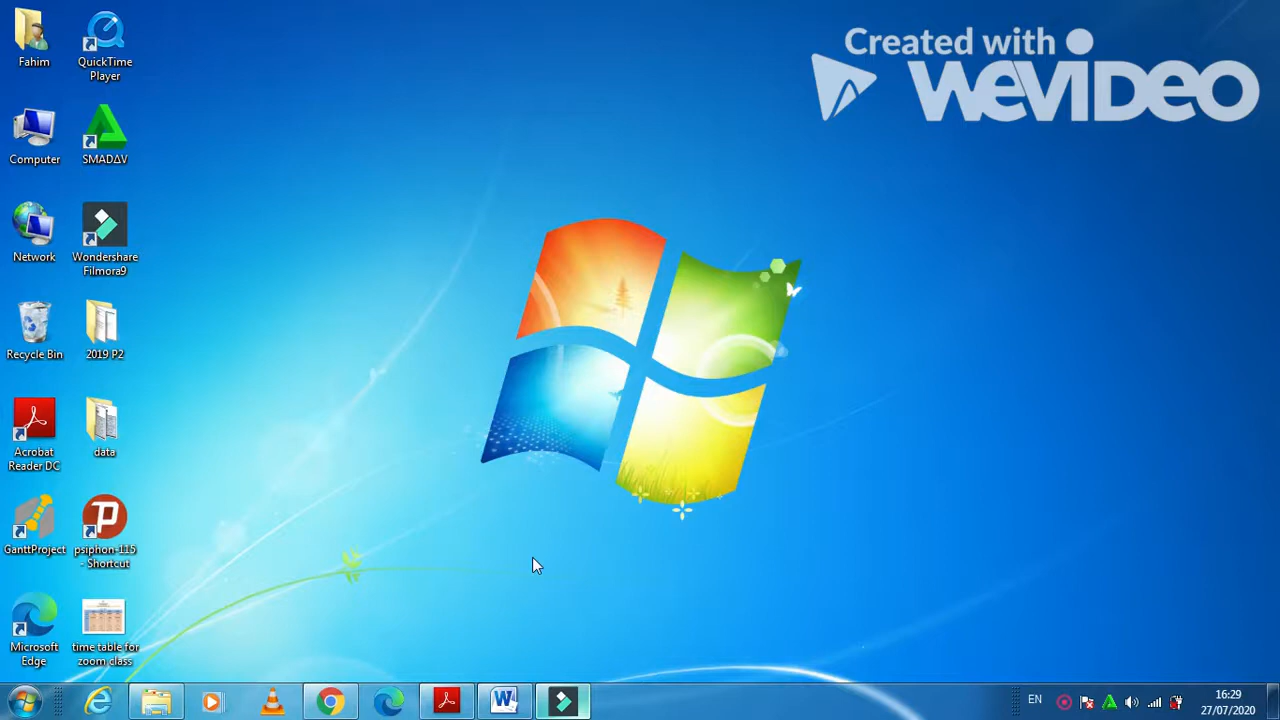 Created with
WEVIDEO
Fahim
QuickTime
Player
Computer
SMADΔV
Network
Wondershare
Filmora9
Recycle Bin
2019 P2
Acrobat
Reader DC
data
GanttProject
psiphon-115
- Shortcut
Microsoft
Edge
time table for
zoom class
EN
16:29
27/07/2020